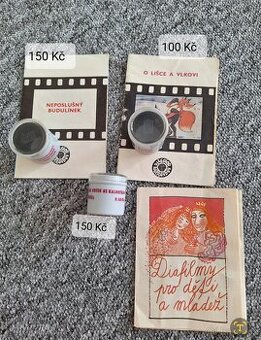 150 Kč
100 Kč
NEPOSLUŠNÝ
BUDULÍNEK
O LIŠCE A VLKOVI
150 Kč
Diafilmy
pro děti
a mládež